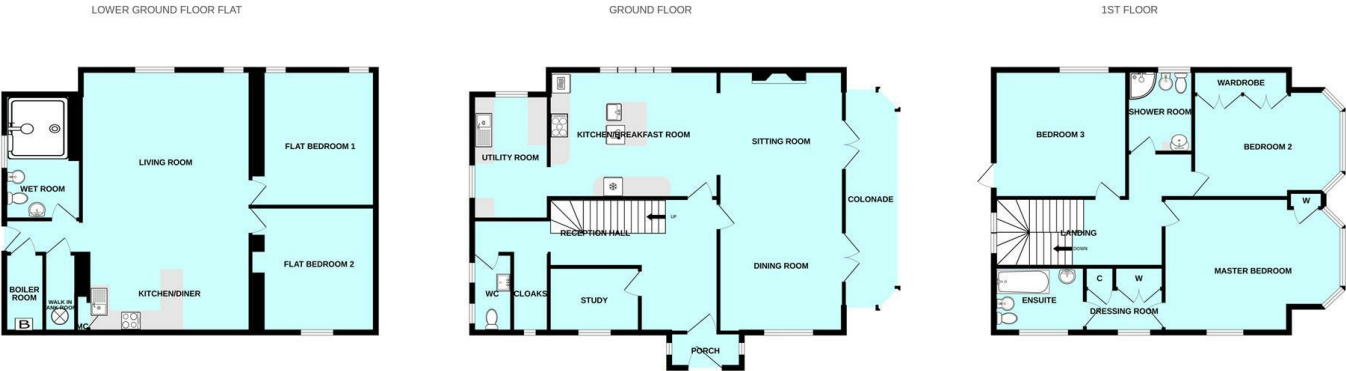 LOWER GROUND FLOOR FLAT
GROUND FLOOR
1ST FLOOR
LIVING ROOM
FLAT BEDROOM 1
WET ROOM
FLAT BEDROOM 2
BOILER
ROOM
WALK IN
KITCHEN/DINER
B
KITCHEN/BREAKFAST ROOM
SITTING ROOM
UTILITY ROOM
COLONADE
UP
RECEPTION HALL
DINING ROOM
WC
CLOAKS
STUDY
PORCH
WARDROBE
SHOWER ROOM
BEDROOM 3
BEDROOM 2
W
LANDING
DOWN
MASTER BEDROOM
C
W
ENSUITE
DRESSING ROOM